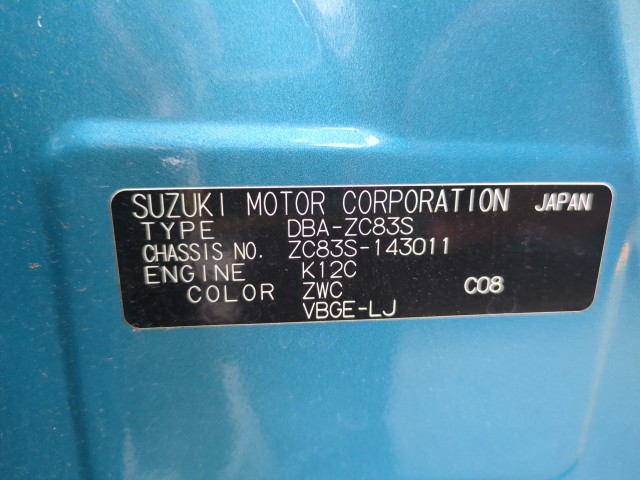 SUZUKI MOTOR CORPORATION JAPAN
TYPE DBA-ZC83S
CHASSIS NO. ZC83S-143011
ENGINE K12C
COLOR ZWC C08
VBGE-LJ